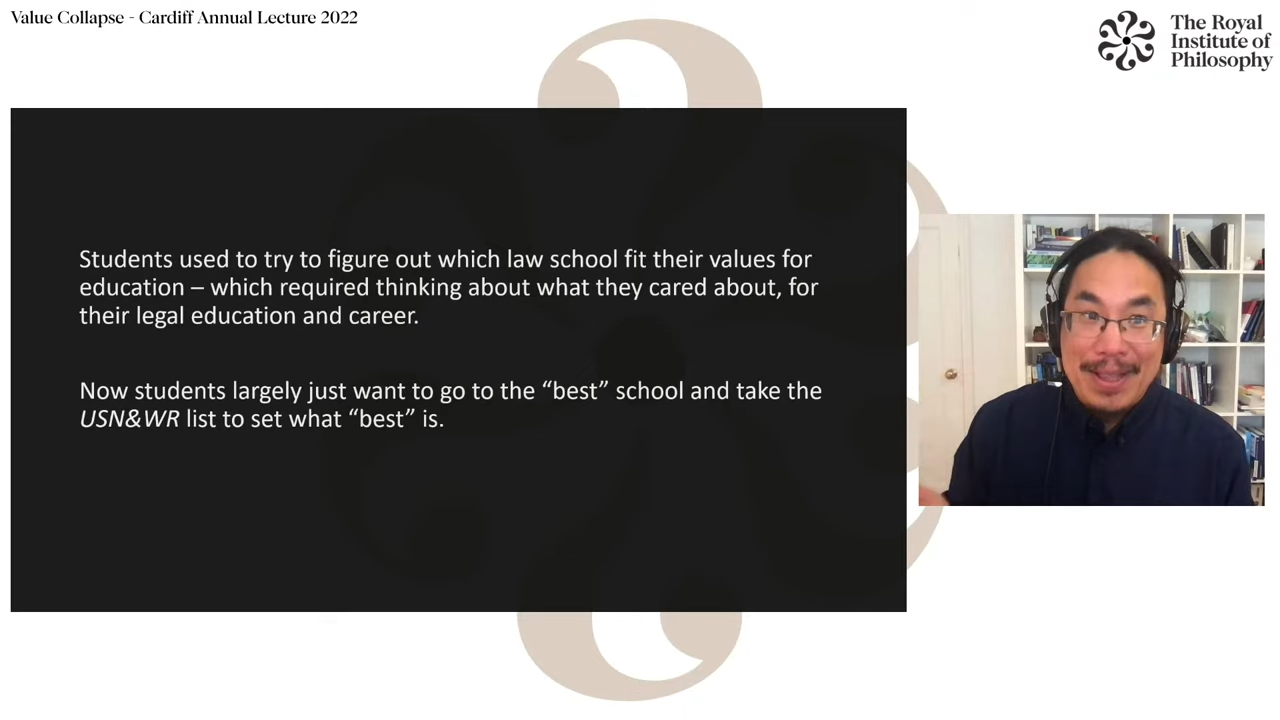 Value Collapse - Cardiff Annual Lecture 2022
The Royal
Institute of
Philosophy
Students used to try to figure out which law school fit their values for
education – which required thinking about what they cared about, for
their legal education and career.
Now students largely just want to go to the “best” school and take the
USN&WR list to set what “best” is.